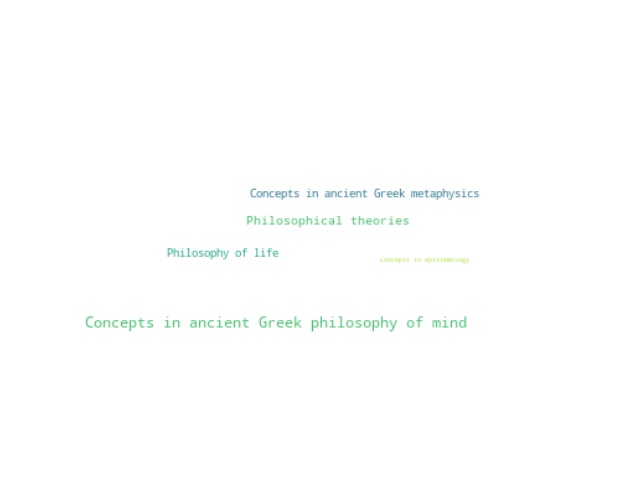 Concepts in ancient Greek metaphysics
Philosophical theories
Philosophy of life
Concepts in epistemology
Concepts in ancient Greek philosophy of mind